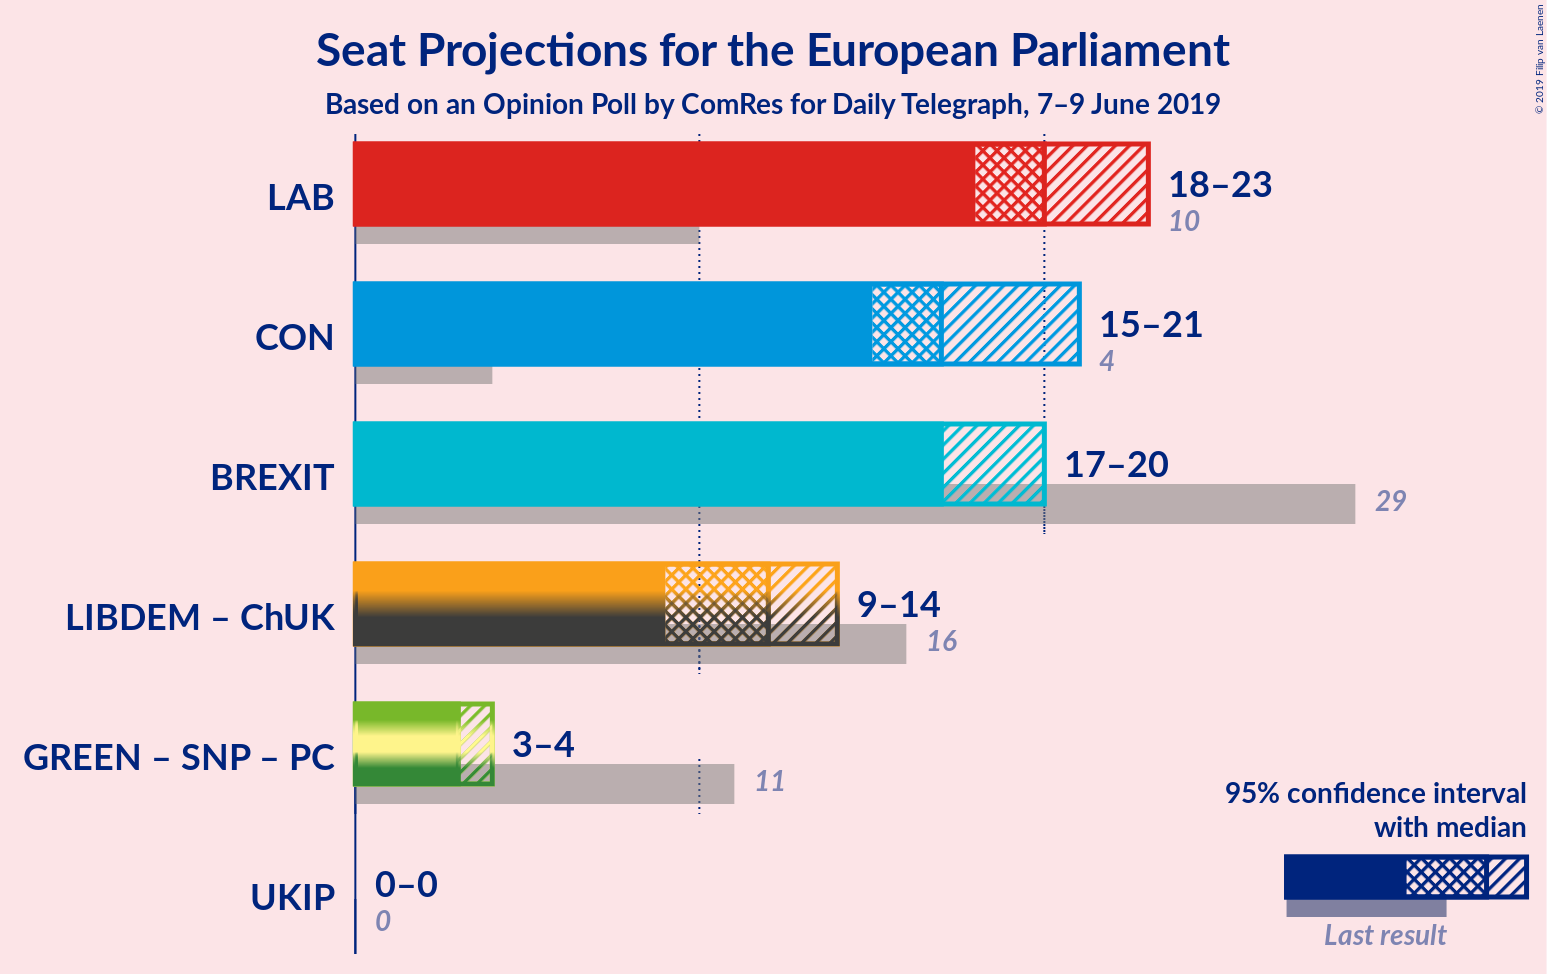 Seat Projections for the European Parliament
Based on an Opinion Poll by ComRes for Daily Telegraph, 7–9 June 2019
© 2019 Filip van Laenen
LAB
18–23
10
CON
15–21
4
BREXIT
17–20
29
LIBDEM – ChUK
9–14
16
GREEN – SNP – PC
3–4
11
UKIP
0–0
0
95% confidence interval
with median
Last result